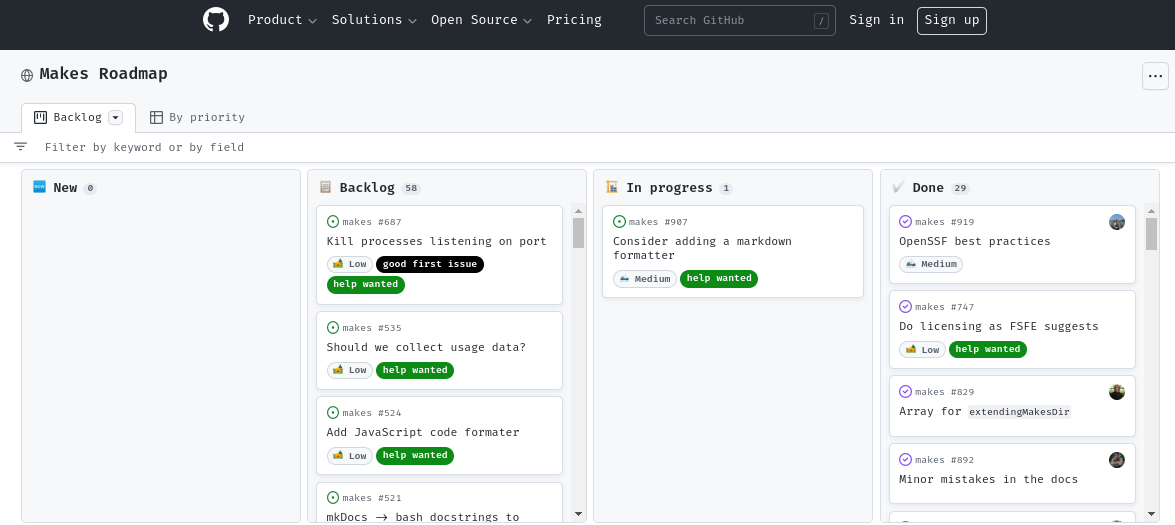 Product Solutions Open Source Pricing Search GitHub / Sign in Sign up
Makes Roadmap
Backlog By priority
Filter by keyword or by field
New 0
Backlog 58
makes #687
Kill processes listening on port
Low good first issue
help wanted
makes #535
Should we collect usage data?
Low help wanted
makes #524
Add JavaScript code formater
Low help wanted
makes #521
mkDocs → bash docstrings to
In progress 1
makes #907
Consider adding a markdown
formatter
Medium help wanted
Done 29
makes #919
OpenSSF best practices
Medium
makes #747
Do licensing as FSFE suggests
Low help wanted
makes #829
Array for extendingMakesDir
makes #892
Minor mistakes in the docs